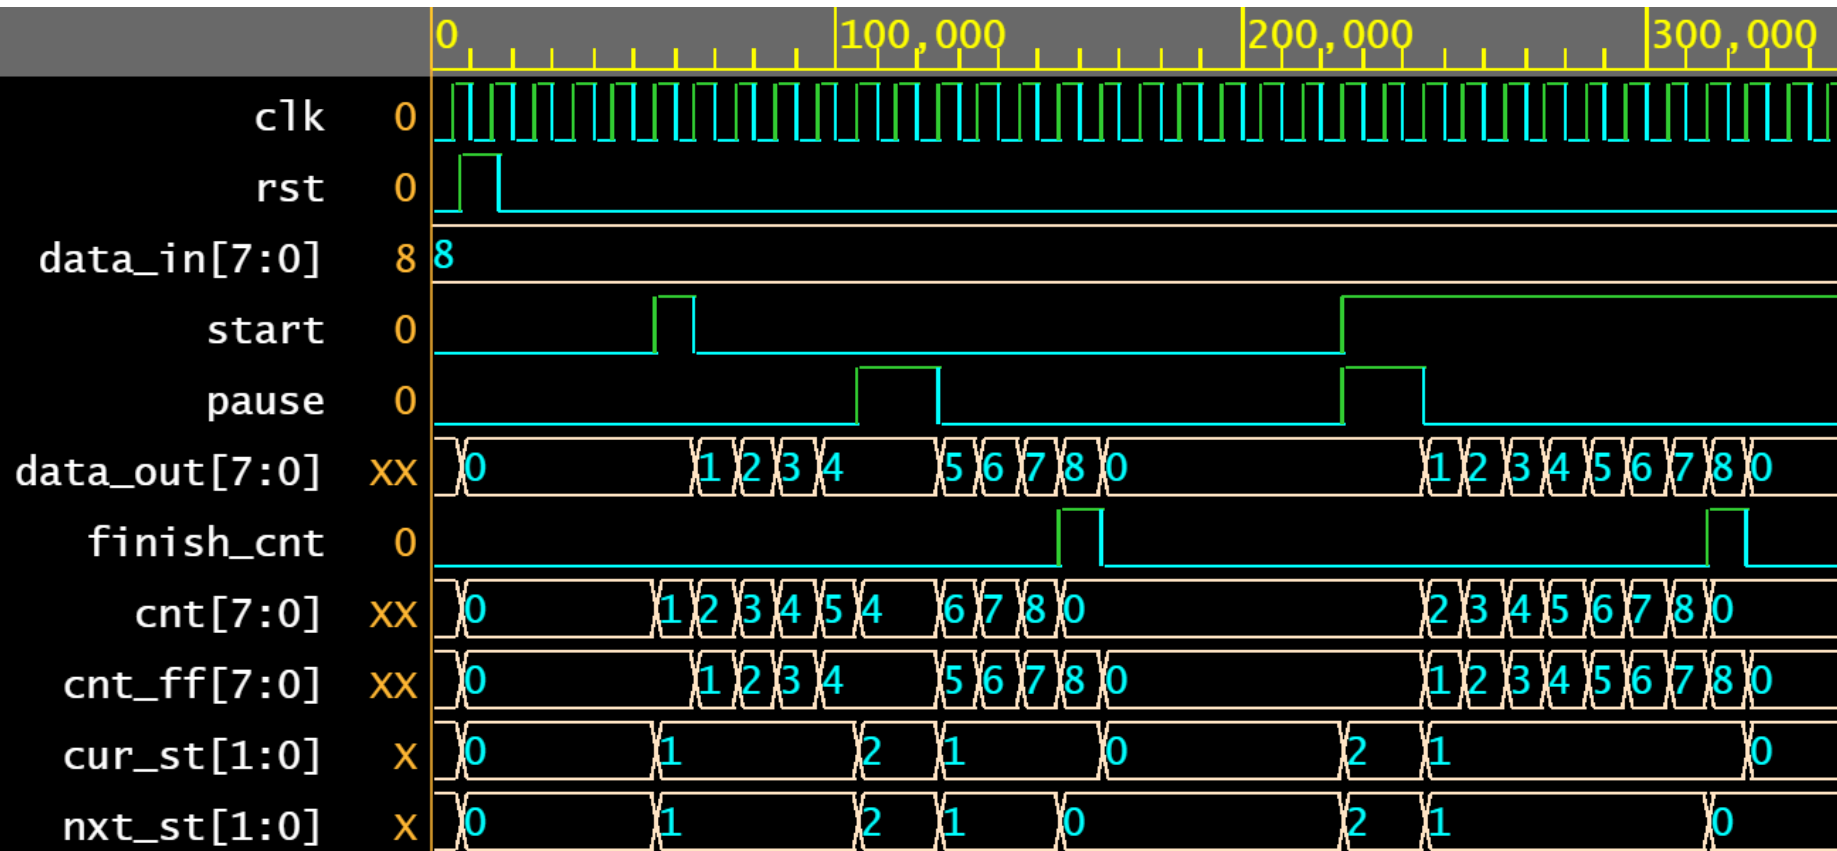 0 100,000 200,000 300,000
clk 0
rst 0
data_in[7:0] 8 8
start 0
pause 0
data_out[7:0] XX 0 1 2 3 4 5 6 7 8 0 1 2 3 4 5 6 7 8 0
finish_cnt 0
cnt[7:0] XX 0 1 2 3 4 5 4 6 7 8 0 2 3 4 5 6 7 8 0
cnt_ff[7:0] XX 0 1 2 3 4 5 6 7 8 0 1 2 3 4 5 6 7 8 0
cur_st[1:0] X 0 1 2 1 0 2 1 0
nxt_st[1:0] X 0 1 2 1 0 2 1 0